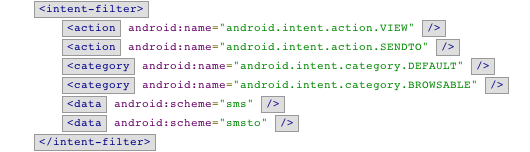 <intent-filter>
<action android:name="android.intent.action.VIEW" />
<action android:name="android.intent.action.SENDTO" />
<category android:name="android.intent.category.DEFAULT" />
<category android:name="android.intent.category.BROWSABLE" />
<data android:scheme="sms" />
<data android:scheme="smsto" />
</intent-filter>